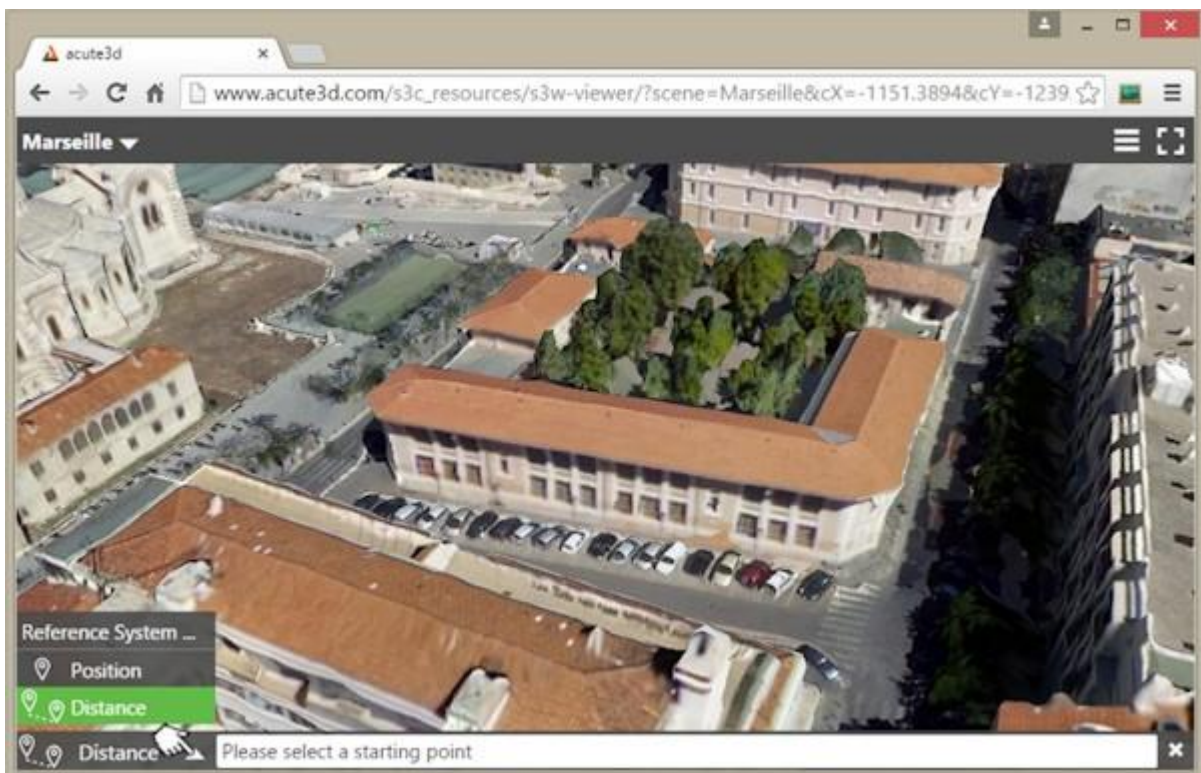 acute3d
www.acute3d.com/s3c_resources/s3w-viewer/?scene=Marseille&cX=-1151.3894&cY=-1239
Marseille
Reference System ...
Position
Distance
Distance
Please select a starting point